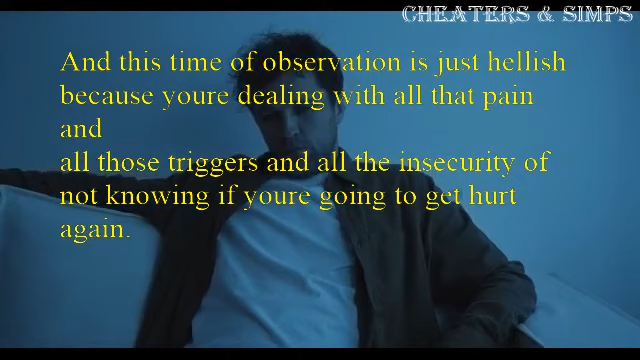 CHEATERS & SIMPS
And this time of observation is just hellish
because youre dealing with all that pain
and
all those triggers and all the insecurity of
not knowing if youre going to get hurt
again.